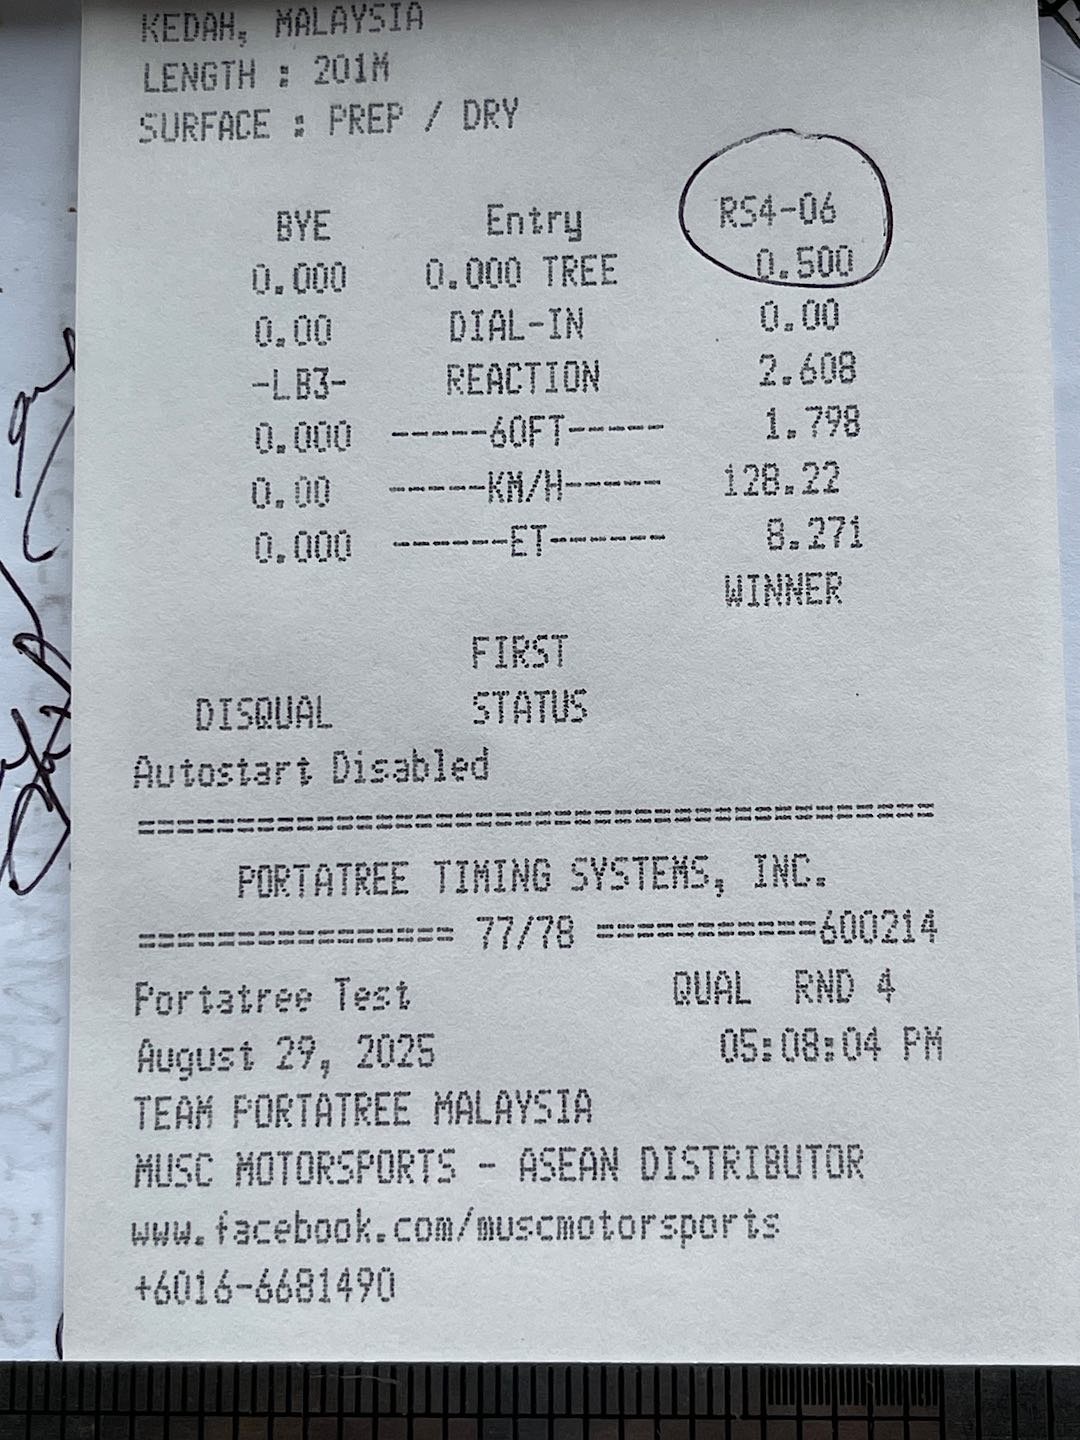 KEDAH, MALAYSIA
LENGTH : 201M
SURFACE : PREP / DRY
BYE Entry RS4-06
0.000 0.000 TREE 0.500
0.00 DIAL-IN 0.00
-LB3- REACTION 2.608
0.000 -----60FT----- 1.798
0.00 -----KM/H----- 128.22
0.000 ------ET------ 8.271
WINNER
FIRST
DISQUAL STATUS
Autostart Disabled
========================================
PORTATREE TIMING SYSTEMS, INC.
================ 77/78 ===========600214
Portatree Test QUAL RND 4
August 29, 2025 05:08:04 PM
TEAM PORTATREE MALAYSIA
MUSC MOTORSPORTS - ASEAN DISTRIBUTOR
www.facebook.com/muscmotorsports
+6016-6681490